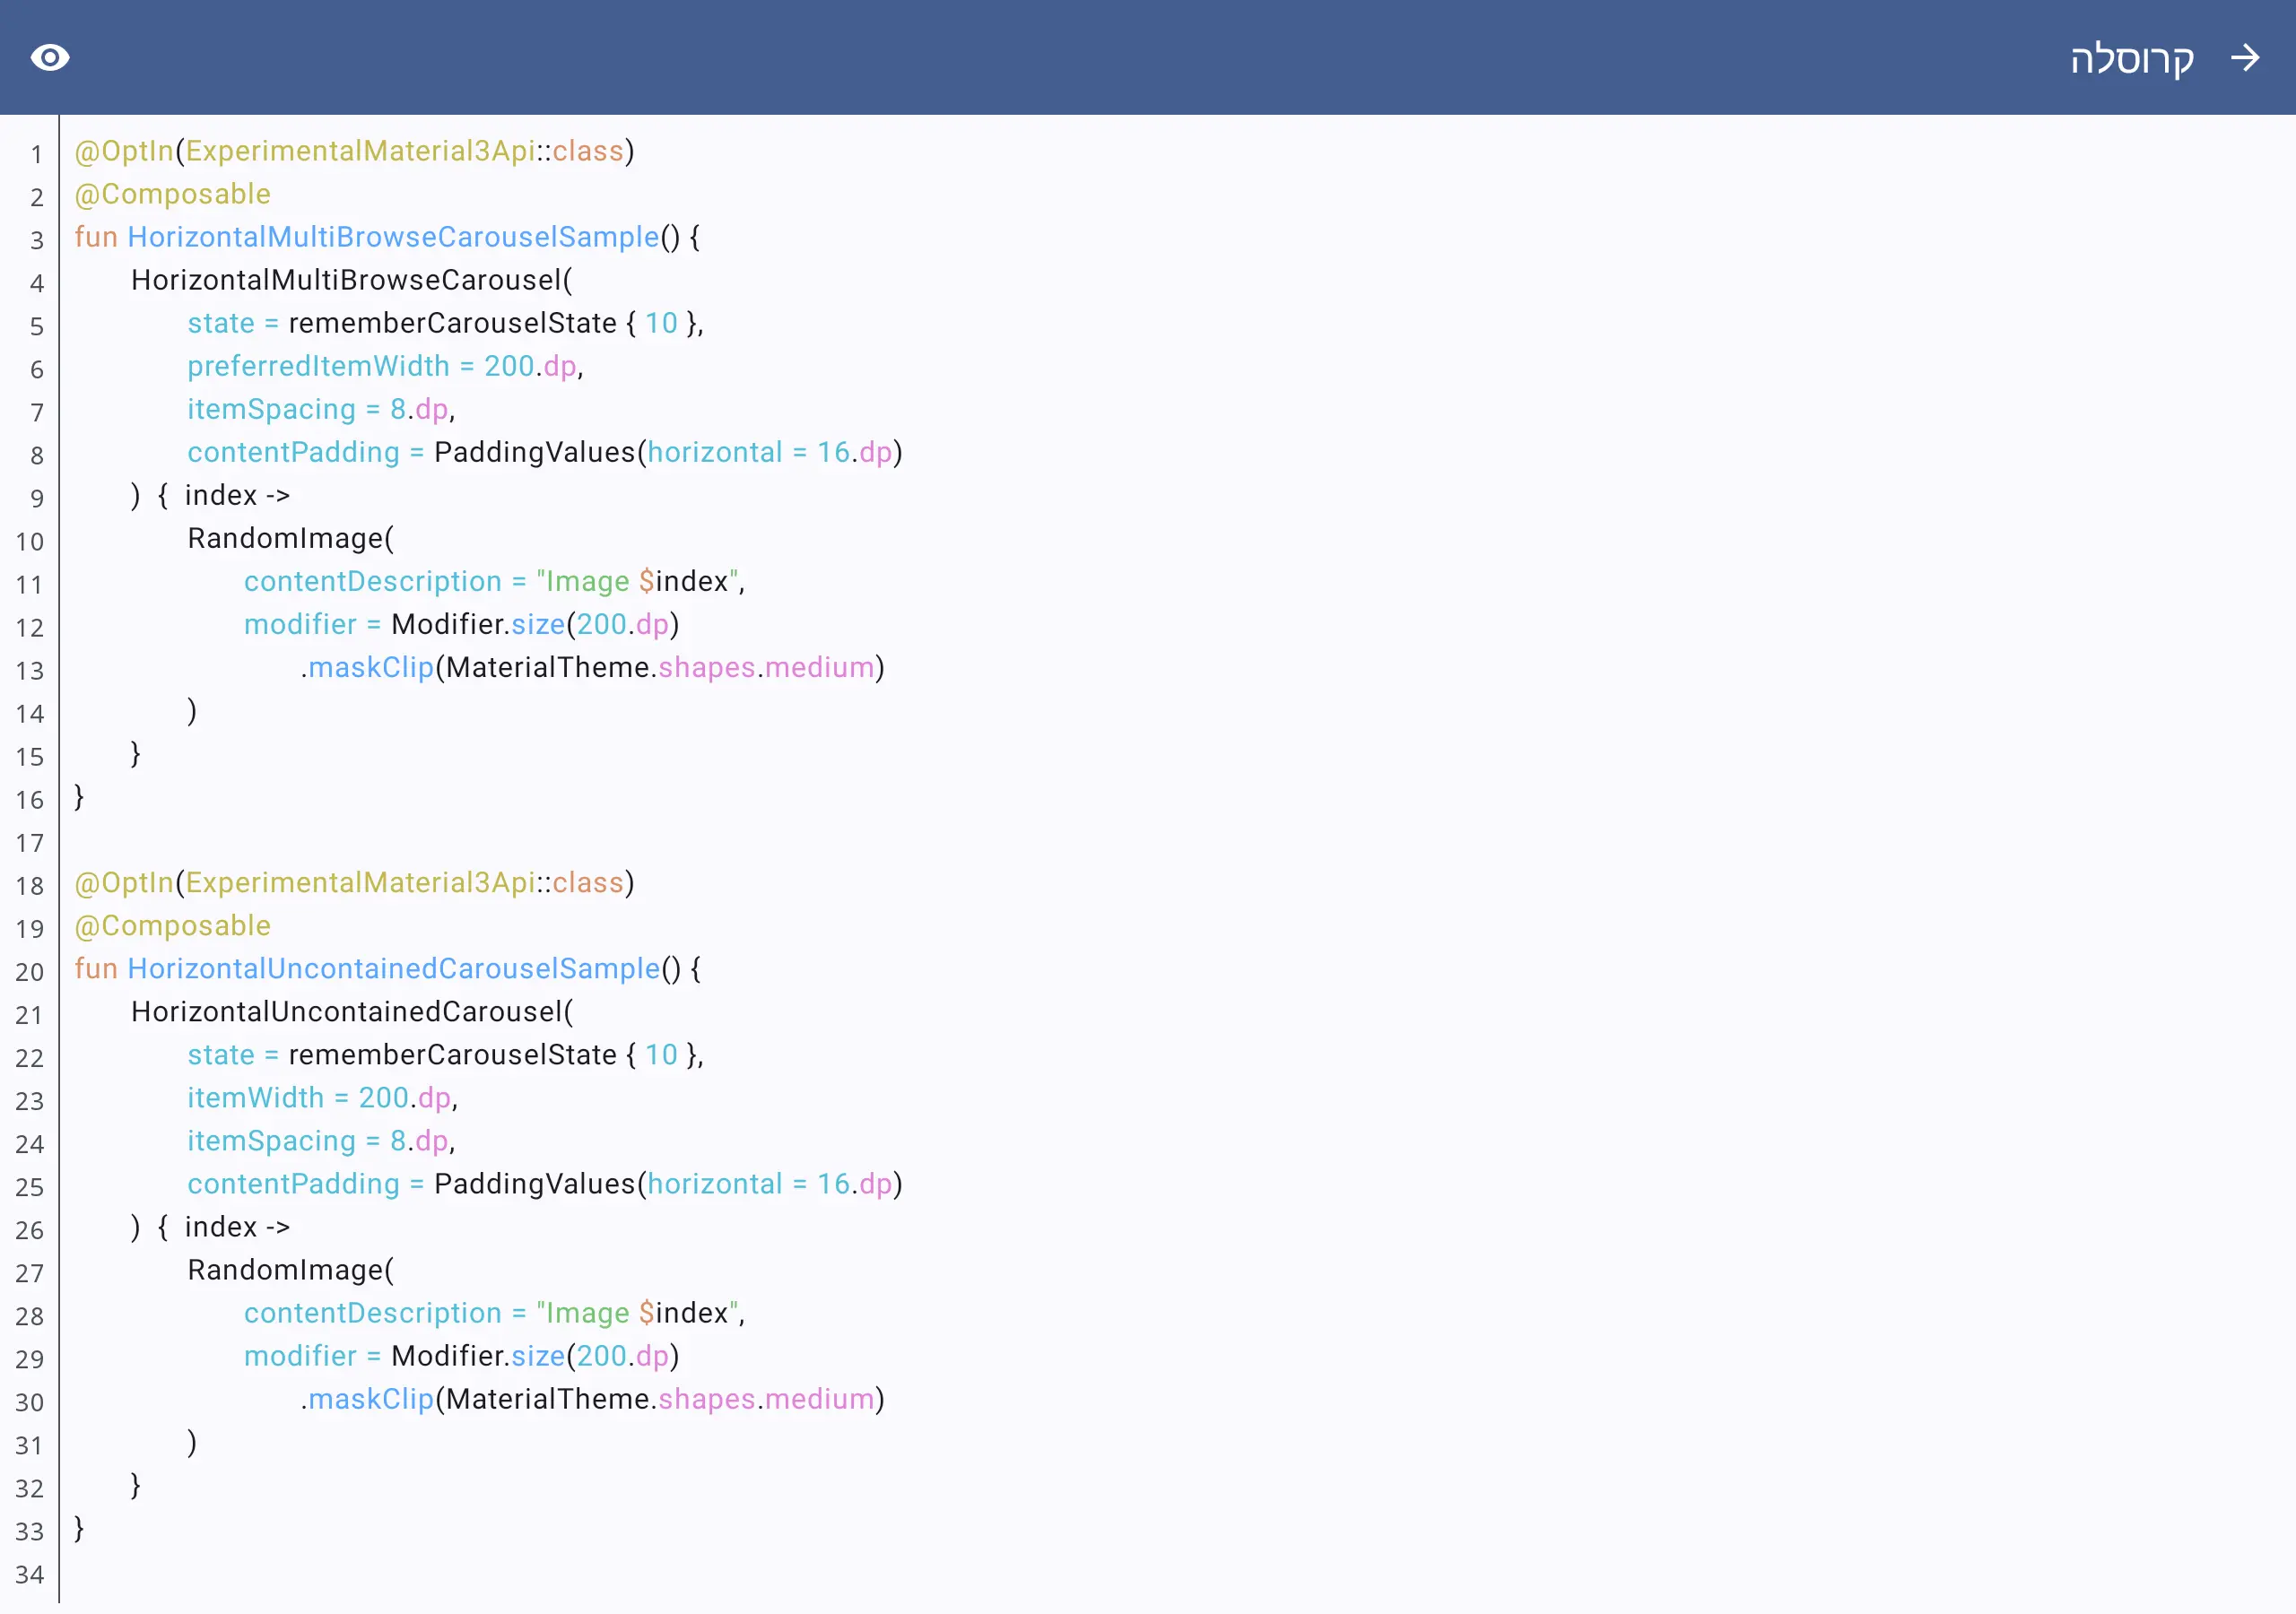 קרוסלה
1 @OptIn(ExperimentalMaterial3Api::class)
2 @Composable
3 fun HorizontalMultiBrowseCarouselSample() {
4     HorizontalMultiBrowseCarousel(
5         state = rememberCarouselState { 10 },
6         preferredItemWidth = 200.dp,
7         itemSpacing = 8.dp,
8         contentPadding = PaddingValues(horizontal = 16.dp)
9     ) { index ->
10         RandomImage(
11             contentDescription = "Image $index",
12             modifier = Modifier.size(200.dp)
13                 .maskClip(MaterialTheme.shapes.medium)
14         )
15     }
16 }
17
18 @OptIn(ExperimentalMaterial3Api::class)
19 @Composable
20 fun HorizontalUncontainedCarouselSample() {
21     HorizontalUncontainedCarousel(
22         state = rememberCarouselState { 10 },
23         itemWidth = 200.dp,
24         itemSpacing = 8.dp,
25         contentPadding = PaddingValues(horizontal = 16.dp)
26     ) { index ->
27         RandomImage(
28             contentDescription = "Image $index",
29             modifier = Modifier.size(200.dp)
30                 .maskClip(MaterialTheme.shapes.medium)
31         )
32     }
33 }
34